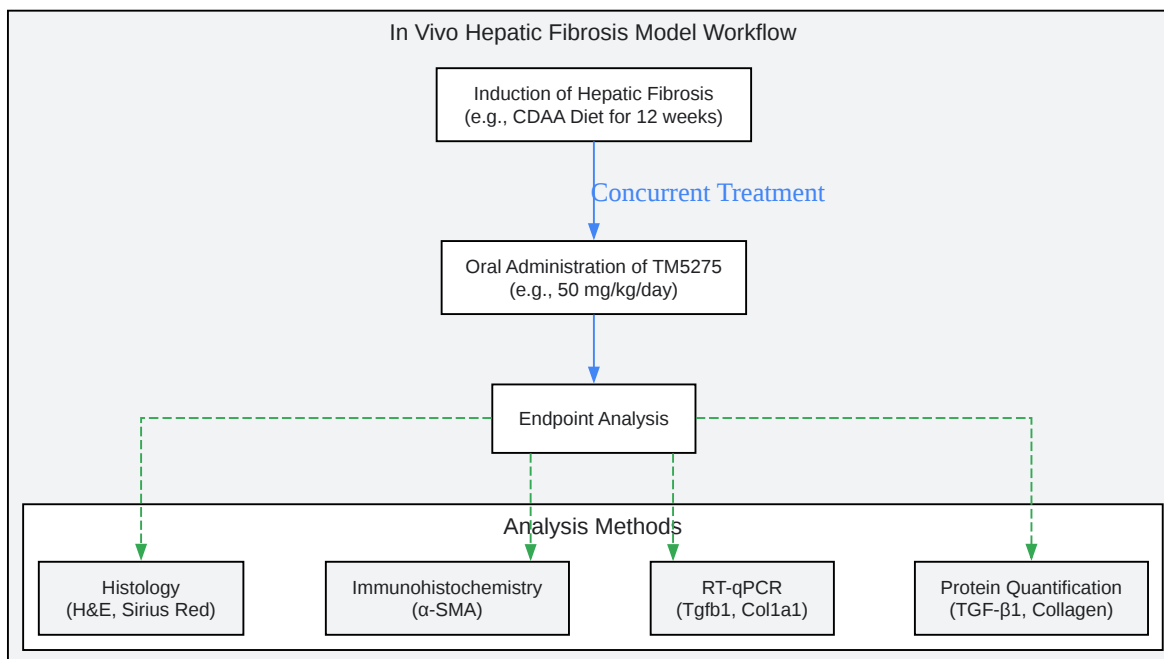 In Vivo Hepatic Fibrosis Model Workflow
Induction of Hepatic Fibrosis
(e.g., CDAA Diet for 12 weeks)
Concurrent Treatment
Oral Administration of TM5275
(e.g., 50 mg/kg/day)
Endpoint Analysis
Analysis Methods
Histology
(H&E, Sirius Red)
Immunohistochemistry
(α-SMA)
RT-qPCR
(Tgfb1, Col1a1)
Protein Quantification
(TGF-β1, Collagen)